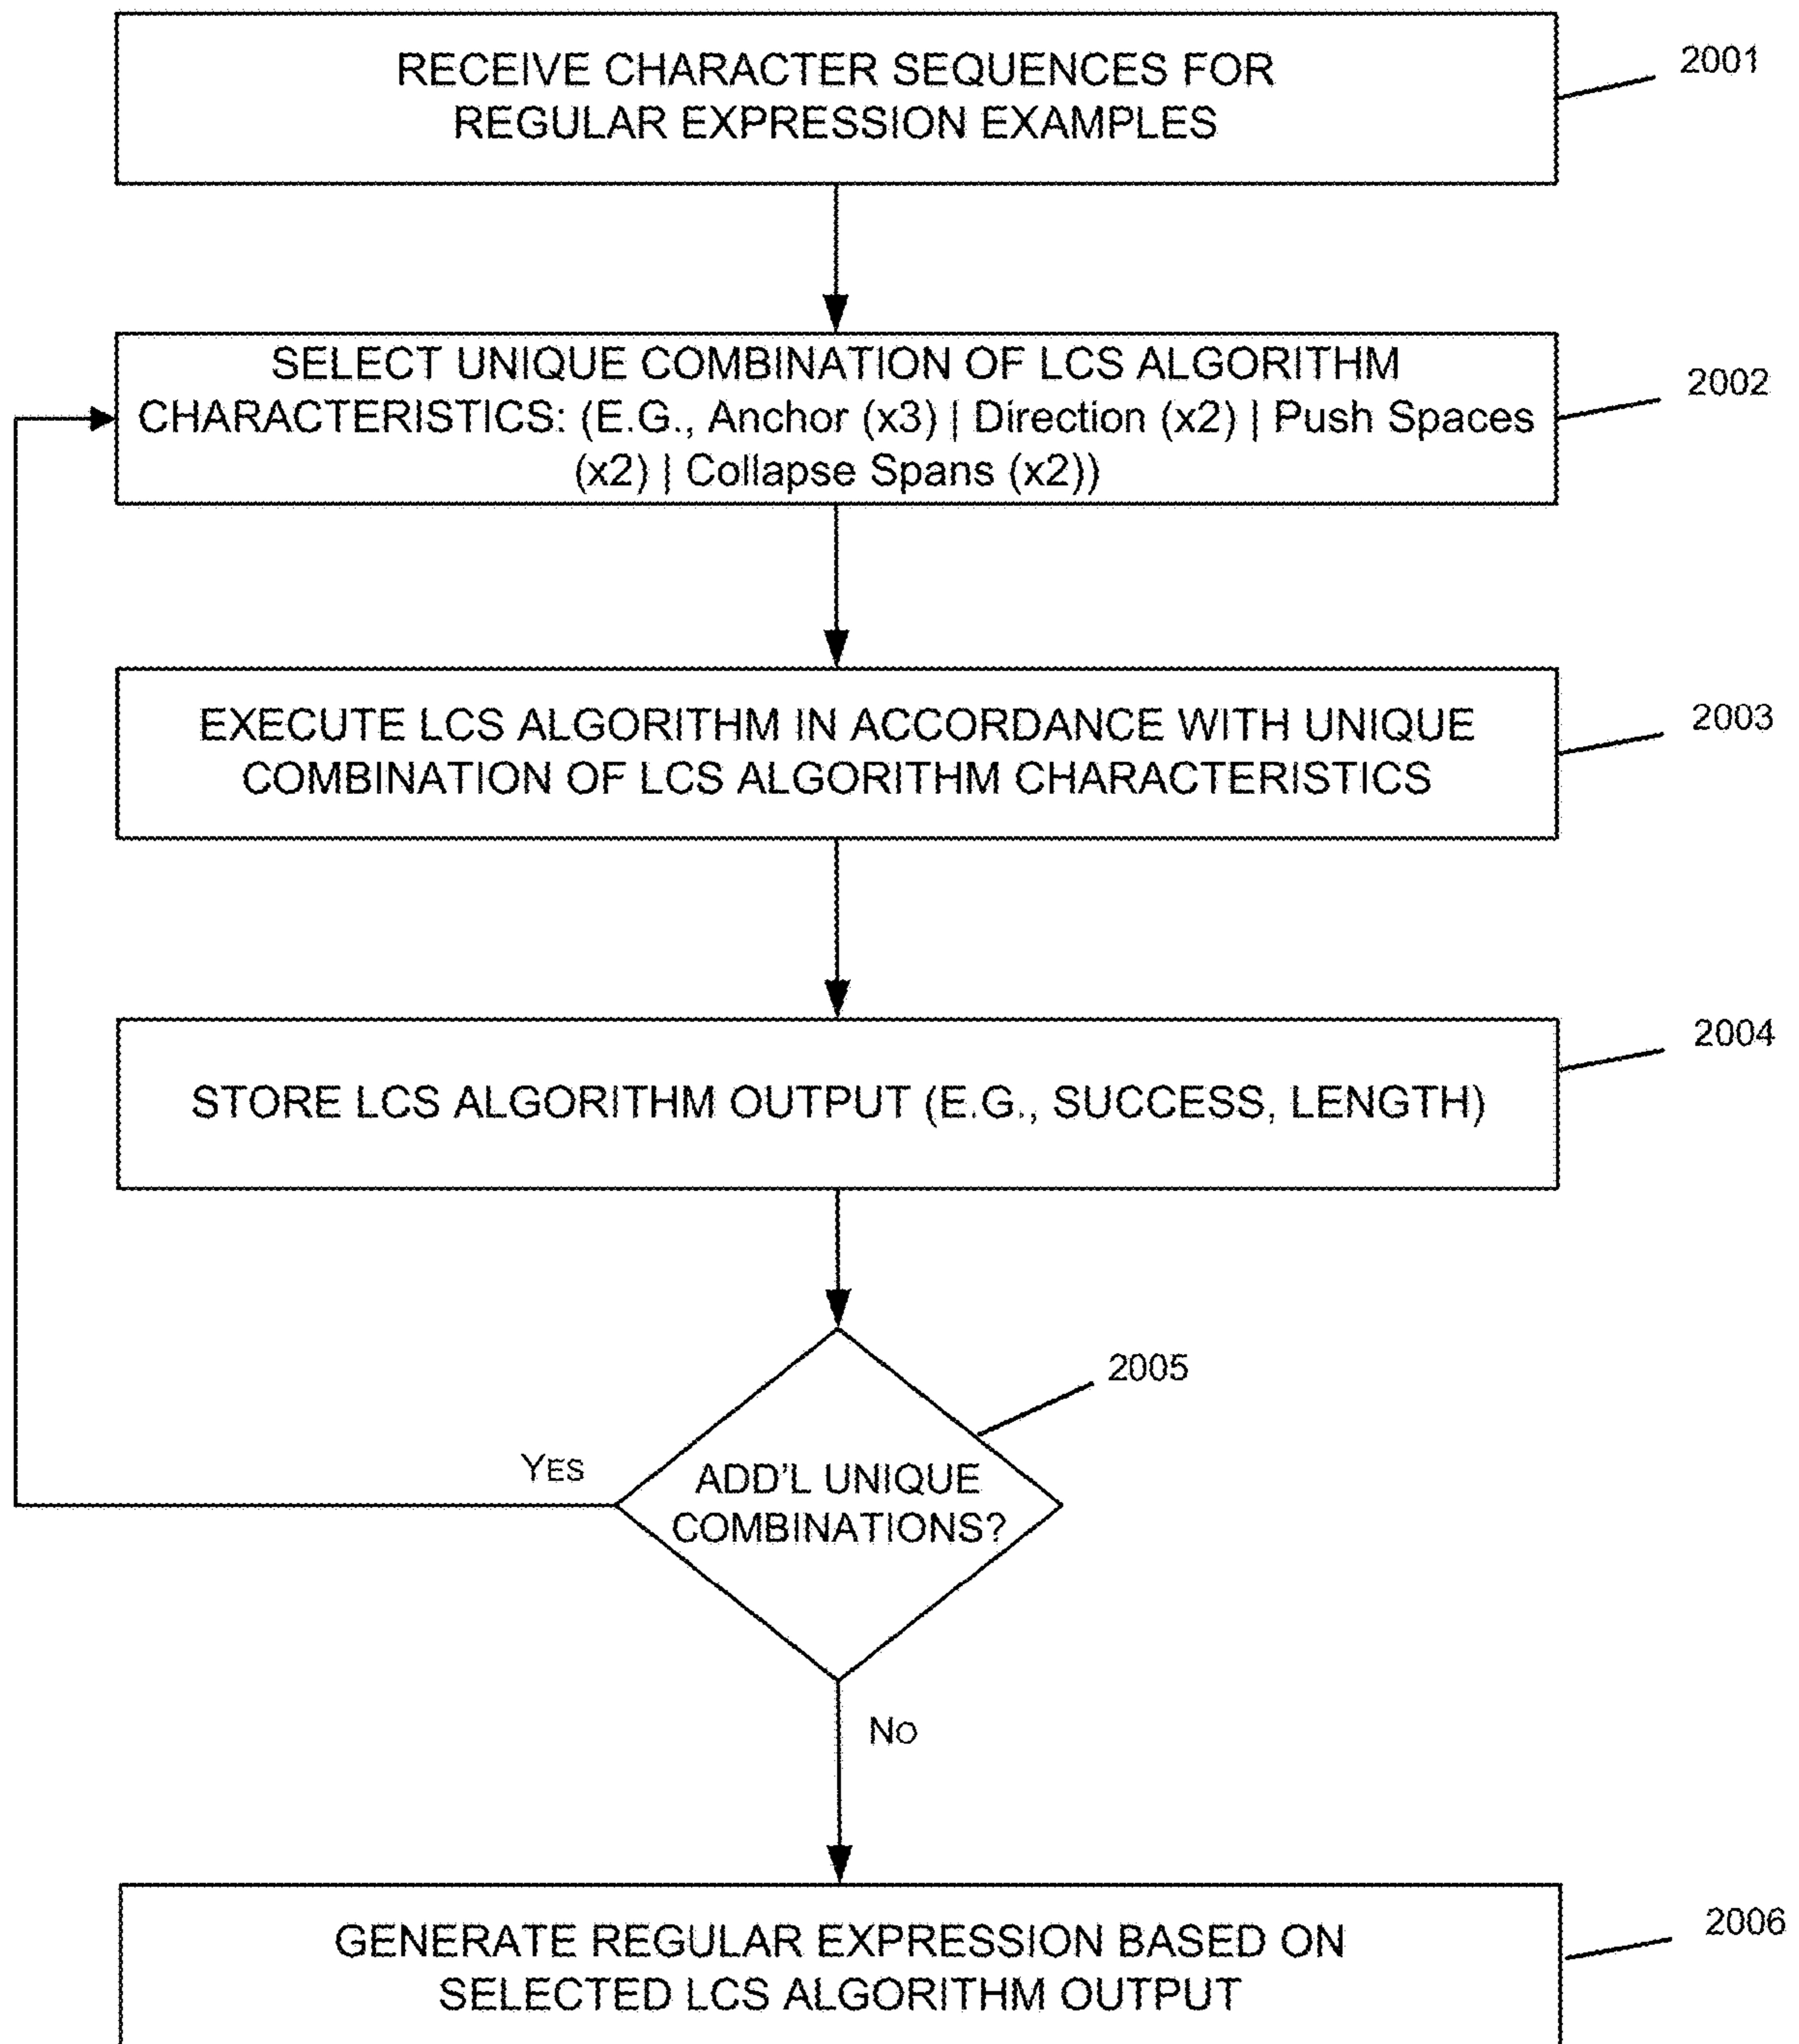 RECEIVE CHARACTER SEQUENCES FOR
REGULAR EXPRESSION EXAMPLES
2001
SELECT UNIQUE COMBINATION OF LCS ALGORITHM
CHARACTERISTICS: (E.G., Anchor (x3) | Direction (x2) | Push Spaces
(x2) | Collapse Spans (x2))
2002
EXECUTE LCS ALGORITHM IN ACCORDANCE WITH UNIQUE
COMBINATION OF LCS ALGORITHM CHARACTERISTICS
2003
STORE LCS ALGORITHM OUTPUT (E.G., SUCCESS, LENGTH)
2004
ADD'L UNIQUE
COMBINATIONS?
2005
YES
NO
GENERATE REGULAR EXPRESSION BASED ON
SELECTED LCS ALGORITHM OUTPUT
2006